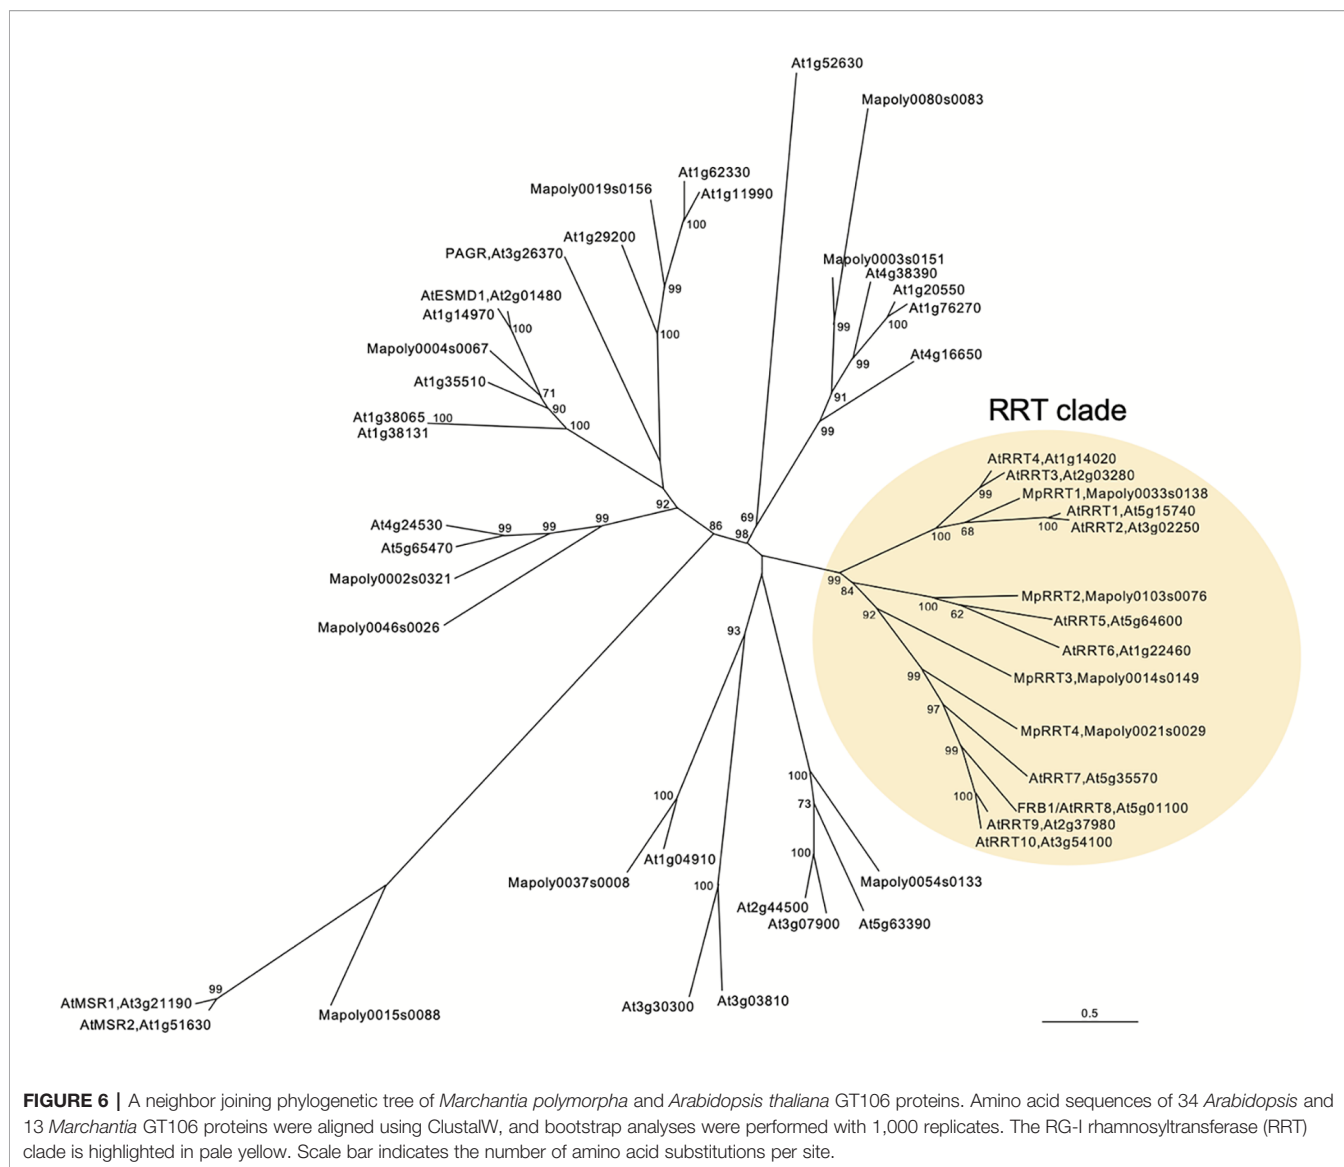 At1g52630
Mapoly0080s0083
At1g62330
Mapoly0019s0156
At1g11990
100
At1g29200
PAGR,At3g26370
99
100
AtESMD1,At2g01480
At1g14970
100
Mapoly0004s0067
At1g35510
71
90
At1g38065
100
At1g38131
100
Mapoly0003s0151
At4g38390
At1g20550
At1g76270
99
100
At4g16650
99
91
99
RRT clade
AtRRT4,At1g14020
AtRRT3,At2g03280
99
MpRRT1,Mapoly0033s0138
AtRRT1,At5g15740
100
AtRRT2,At3g02250
100
68
92
86
69
98
At4g24530
99
99
99
At5g65470
Mapoly0002s0321
Mapoly0046s0026
99
84
MpRRT2,Mapoly0103s0076
100
62
AtRRT5,At5g64600
92
AtRRT6,At1g22460
99
MpRRT3,Mapoly0014s0149
97
MpRRT4,Mapoly0021s0029
99
AtRRT7,At5g35570
100
FRB1/AtRRT8,At5g01100
AtRRT9,At2g37980
AtRRT10,At3g54100
93
100
At1g04910
Mapoly0037s0008
100
73
100
Mapoly0054s0133
At2g44500
At3g07900
At5g63390
100
At3g30300
At3g03810
99
AtMSR1,At3g21190
AtMSR2,At1g51630
Mapoly0015s0088
0.5
FIGURE 6 | A neighbor joining phylogenetic tree of Marchantia polymorpha and Arabidopsis thaliana GT106 proteins. Amino acid sequences of 34 Arabidopsis and
13 Marchantia GT106 proteins were aligned using ClustalW, and bootstrap analyses were performed with 1,000 replicates. The RG-I rhamnosyltransferase (RRT)
clade is highlighted in pale yellow. Scale bar indicates the number of amino acid substitutions per site.